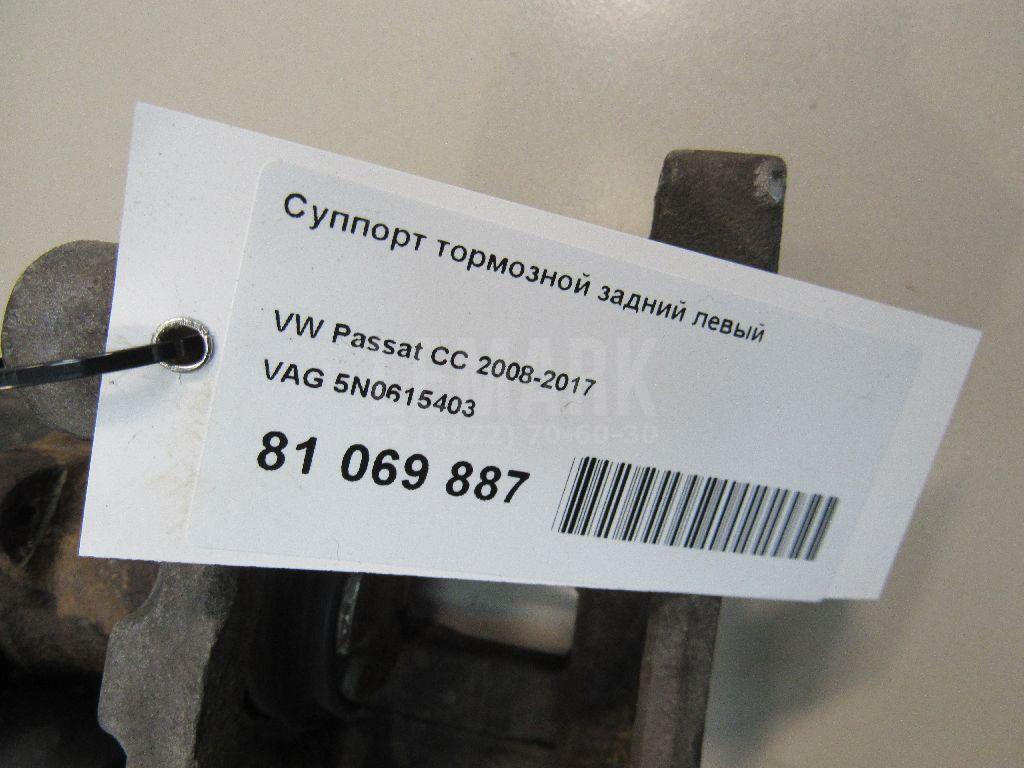 Суппорт тормозной задний левый
VW Passat CC 2008-2017
VAG 5N0615403
81 069 887